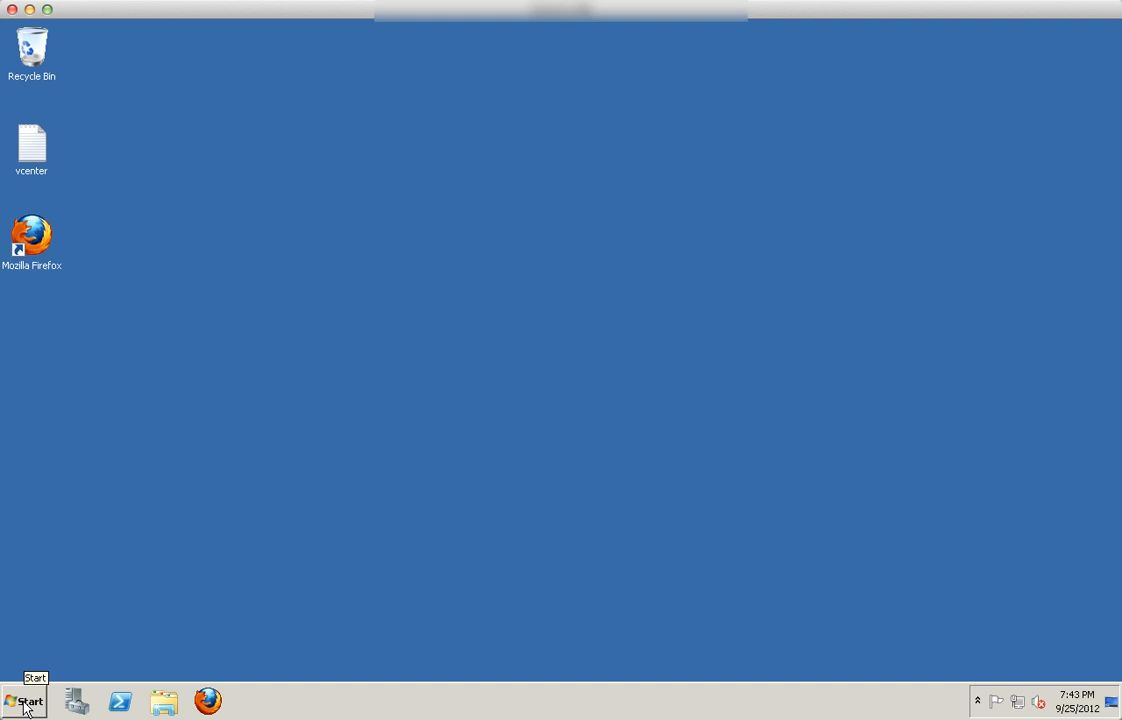 Recycle Bin
vcenter
Mozilla Firefox
Start
Start
7:43 PM
9/25/2012